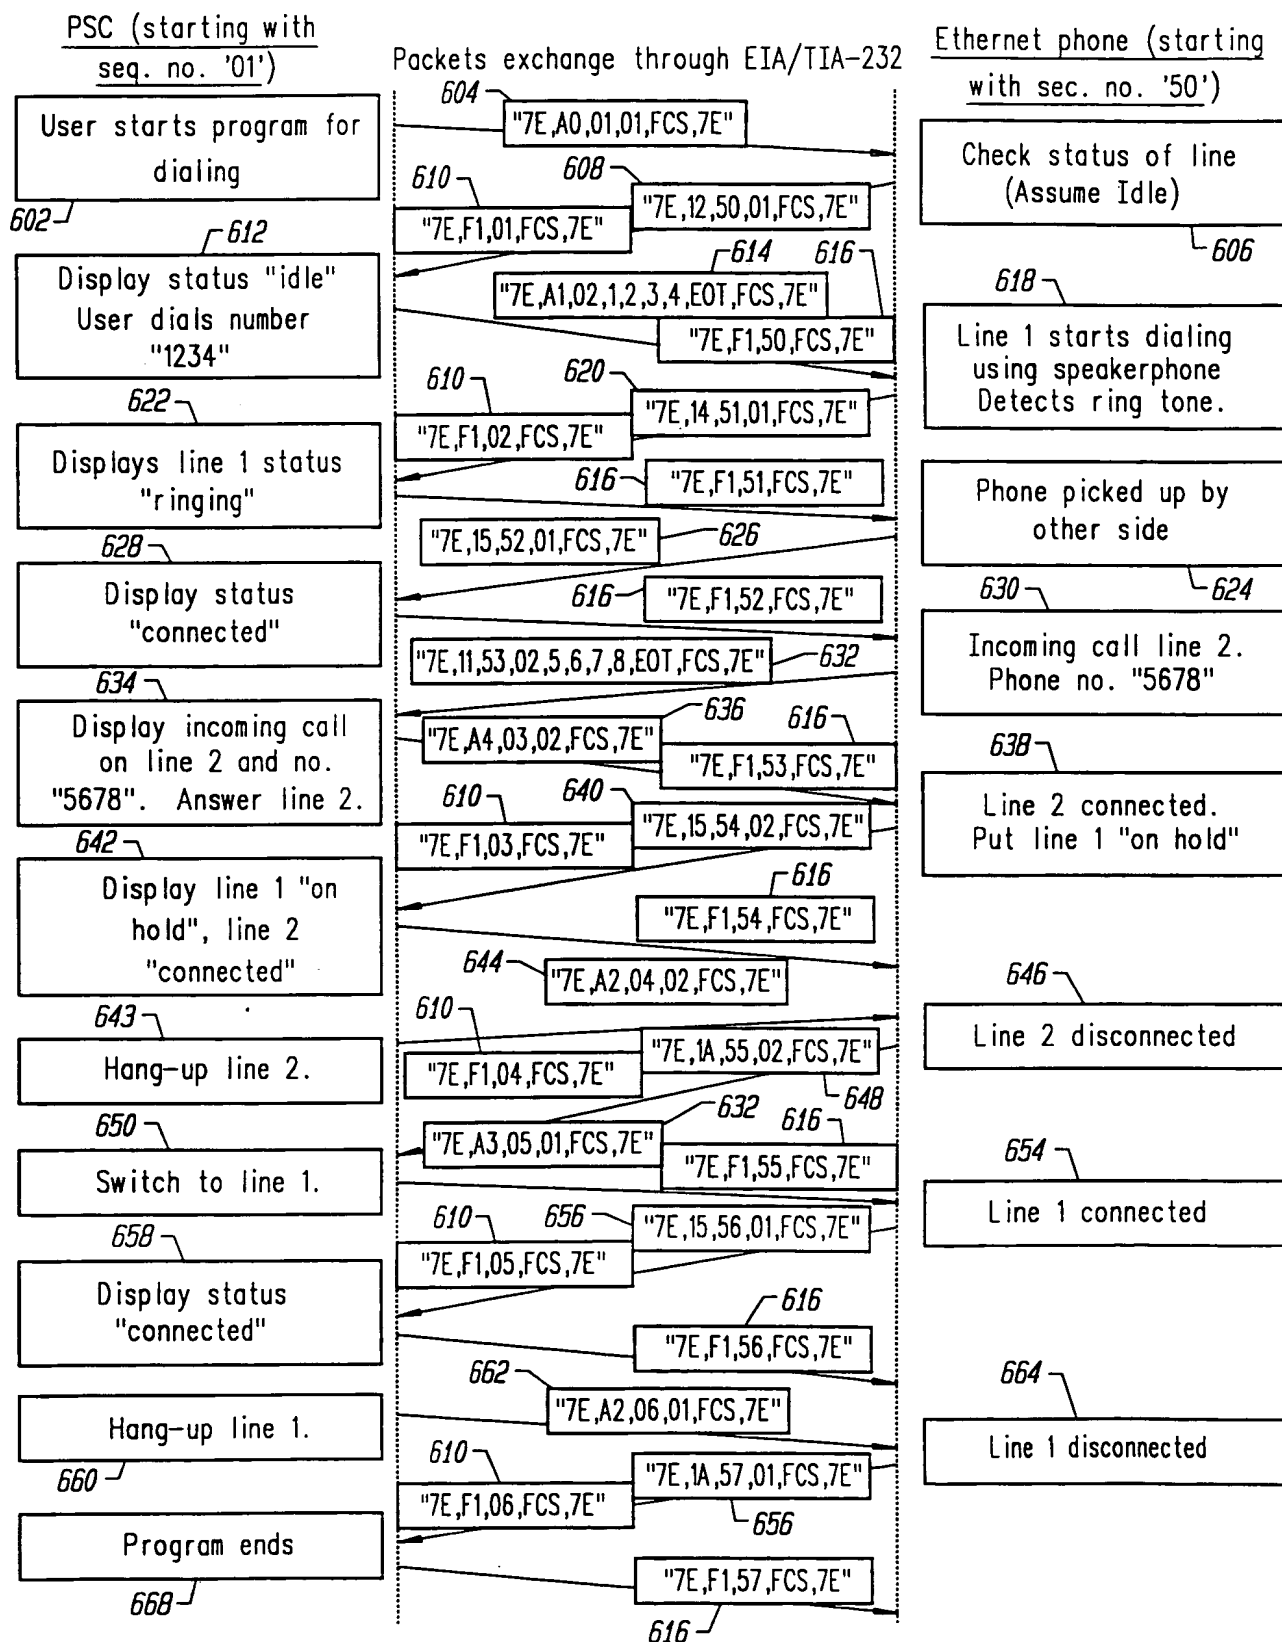 PSC (starting with
seq. no. '01')
Packets exchange through EIA/TIA-232
Ethernet phone (starting
with sec. no. '50')
604
"7E,A0,01,01,FCS,7E"
User starts program for
dialing
602
Check status of line
(Assume Idle)
606
608
"7E,12,50,01,FCS,7E"
610
"7E,F1,01,FCS,7E"
612
Display status "idle"
User dials number
"1234"
614
"7E,A1,02,1,2,3,4,EOT,FCS,7E"
616
"7E,F1,50,FCS,7E"
618
Line 1 starts dialing
using speakerphone
Detects ring tone.
620
"7E,14,51,01,FCS,7E"
610
"7E,F1,02,FCS,7E"
622
Displays line 1 status
"ringing"
616
"7E,F1,51,FCS,7E"
Phone picked up by
other side
624
"7E,15,52,01,FCS,7E"
626
628
Display status
"connected"
616
"7E,F1,52,FCS,7E"
630
Incoming call line 2.
Phone no. "5678"
"7E,11,53,02,5,6,7,8,EOT,FCS,7E"
632
634
Display incoming call
on line 2 and no.
"5678". Answer line 2.
636
"7E,A4,03,02,FCS,7E"
616
"7E,F1,53,FCS,7E"
638
Line 2 connected.
Put line 1 "on hold"
640
"7E,15,54,02,FCS,7E"
610
"7E,F1,03,FCS,7E"
642
Display line 1 "on
hold", line 2
"connected"
616
"7E,F1,54,FCS,7E"
644
"7E,A2,04,02,FCS,7E"
646
Line 2 disconnected
643
Hang-up line 2.
610
"7E,F1,04,FCS,7E"
"7E,1A,55,02,FCS,7E"
648
650
Switch to line 1.
632
"7E,A3,05,01,FCS,7E"
616
"7E,F1,55,FCS,7E"
654
Line 1 connected
656
"7E,15,56,01,FCS,7E"
610
"7E,F1,05,FCS,7E"
658
Display status
"connected"
616
"7E,F1,56,FCS,7E"
662
"7E,A2,06,01,FCS,7E"
664
Line 1 disconnected
Hang-up line 1.
660
610
"7E,F1,06,FCS,7E"
"7E,1A,57,01,FCS,7E"
656
Program ends
668
"7E,F1,57,FCS,7E"
616